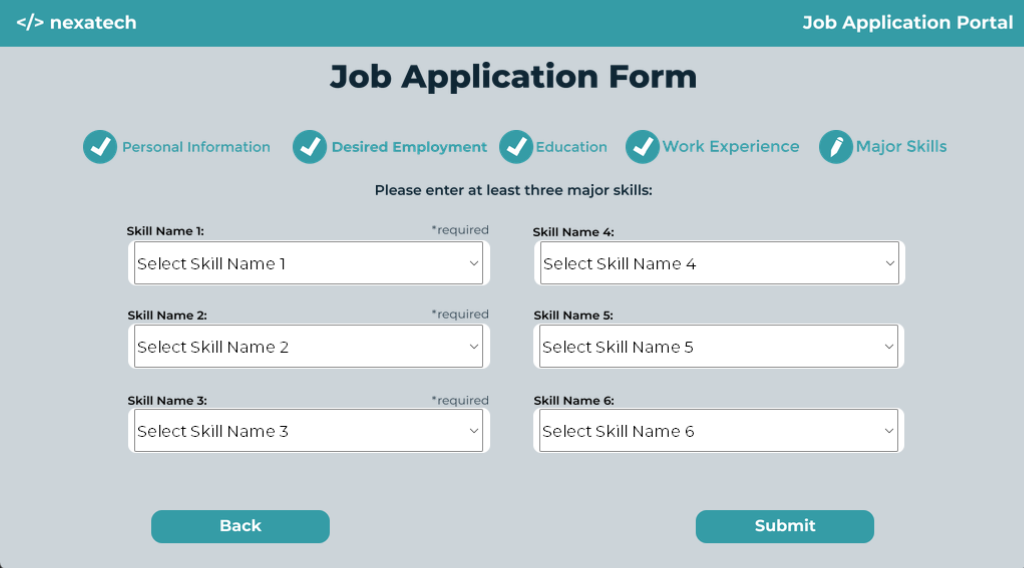 </> nexatech
Job Application Portal
Job Application Form
Personal Information
Desired Employment
Education
Work Experience
Major Skills
Please enter at least three major skills:
Skill Name 1:
*required
Select Skill Name 1
Skill Name 4:
Select Skill Name 4
Skill Name 2:
*required
Select Skill Name 2
Skill Name 5:
Select Skill Name 5
Skill Name 3:
*required
Select Skill Name 3
Skill Name 6:
Select Skill Name 6
Back
Submit